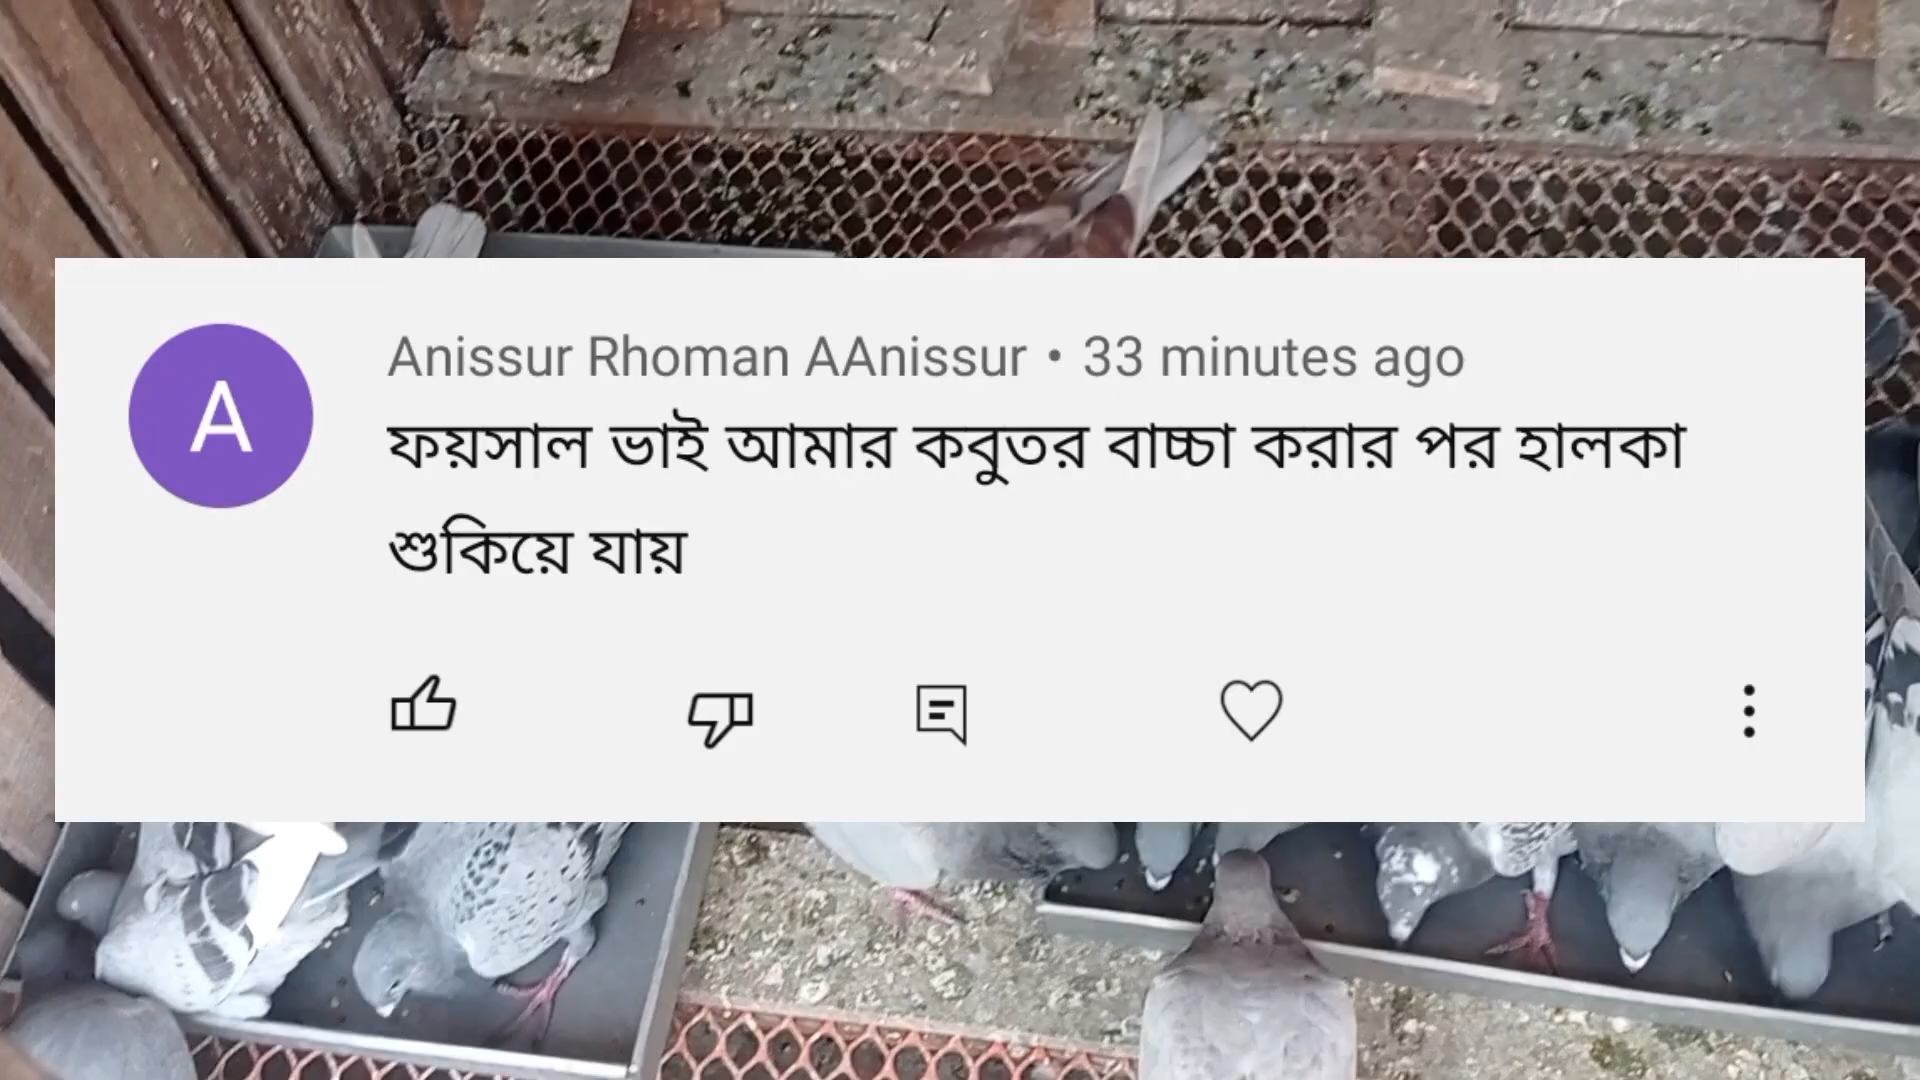 A
Anissur Rhoman AAnissur • 33 minutes ago
ফয়সাল ভাই আমার কবুতর বাচ্চা করার পর হালকা
শুকিয়ে যায়